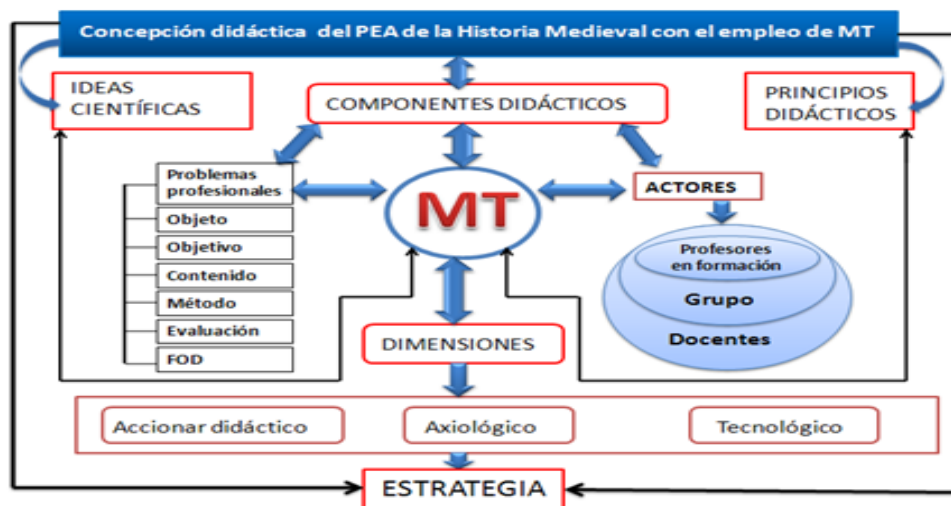 Concepción didáctica del PEA de la Historia Medieval con el empleo de MT
IDEAS
CIENTÍFICAS
COMPONENTES DIDÁCTICOS
PRINCIPIOS
DIDÁCTICOS
Problemas
profesionales
Objeto
Objetivo
Contenido
Método
Evaluación
FOD
MT
ACTORES
Profesores
en formación
Grupo
Docentes
DIMENSIONES
Accionar didáctico
Axiológico
Tecnológico
ESTRATEGIA